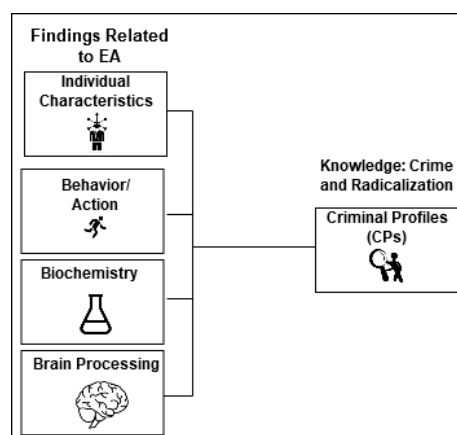 Findings Related
to EA
Individual
Characteristics
Behavior/
Action
Biochemistry
Brain Processing
Knowledge: Crime
and Radicalization
Criminal Profiles
(CPs)